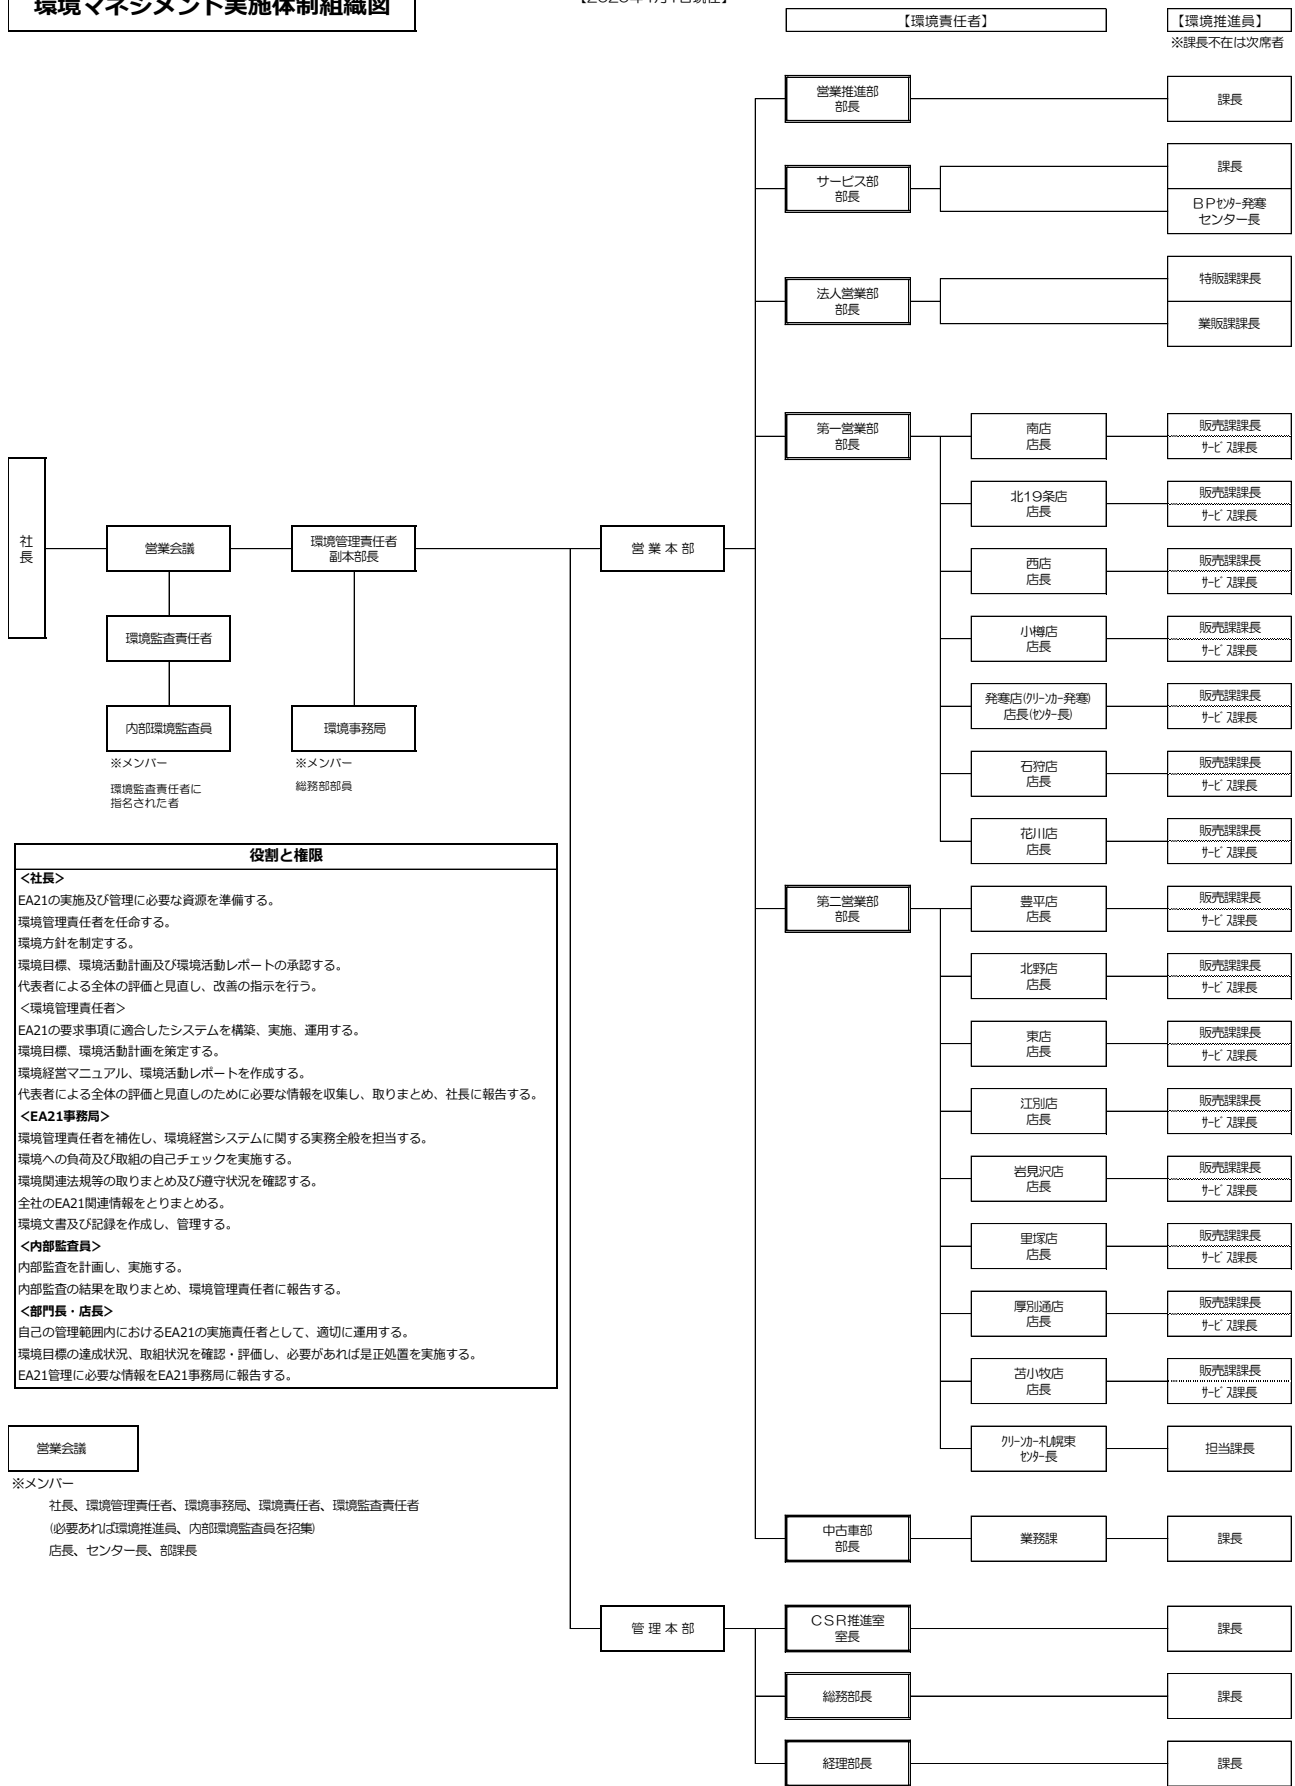 環境マネジメント実施体制組織図
【環境責任者】
【環境推進員】
※課長不在は次席者
営業推進部
部長
課長
サービス部
部長
課長
BPｾﾝﾀｰ発寒
センター長
法人営業部
部長
特販課課長
業販課課長
第一営業部
部長
南店
店長
販売課課長
ｻｰﾋﾞｽ課長
北19条店
店長
販売課課長
ｻｰﾋﾞｽ課長
西店
店長
販売課課長
ｻｰﾋﾞｽ課長
小樽店
店長
販売課課長
ｻｰﾋﾞｽ課長
発寒店(ｸﾘｰﾝｶｰ発寒)
店長(ｾﾝﾀｰ長)
販売課課長
ｻｰﾋﾞｽ課長
石狩店
店長
販売課課長
ｻｰﾋﾞｽ課長
花川店
店長
販売課課長
ｻｰﾋﾞｽ課長
社長
営業会議
環境管理責任者
副本部長
営業本部
環境監査責任者
内部環境監査員
※メンバー
環境監査責任者に
指名された者
環境事務局
※メンバー
総務部部員
役割と権限
<社長>
EA21の実施及び管理に必要な資源を準備する。
環境管理責任者を任命する。
環境方針を制定する。
環境目標、環境活動計画及び環境活動レポートの承認する。
代表者による全体の評価と見直し、改善の指示を行う。
<環境管理責任者>
EA21の要求事項に適合したシステムを構築、実施、運用する。
環境目標、環境活動計画を策定する。
環境経営マニュアル、環境活動レポートを作成する。
代表者による全体の評価と見直しのために必要な情報を収集し、取りまとめ、社長に報告する。
<EA21事務局>
環境管理責任者を補佐し、環境経営システムに関する実務全般を担当する。
環境への負荷及び取組の自己チェックを実施する。
環境関連法規等の取りまとめ及び遵守状況を確認する。
全社のEA21関連情報をとりまとめる。
環境文書及び記録を作成し、管理する。
<内部監査員>
内部監査を計画し、実施する。
内部監査の結果を取りまとめ、環境管理責任者に報告する。
<部門長・店長>
自己の管理範囲内におけるEA21の実施責任者として、適切に運用する。
環境目標の達成状況、取組状況を確認・評価し、必要があれば是正処置を実施する。
EA21管理に必要な情報をEA21事務局に報告する。
第二営業部
部長
豊平店
店長
販売課課長
ｻｰﾋﾞｽ課長
北野店
店長
販売課課長
ｻｰﾋﾞｽ課長
東店
店長
販売課課長
ｻｰﾋﾞｽ課長
江別店
店長
販売課課長
ｻｰﾋﾞｽ課長
岩見沢店
店長
販売課課長
ｻｰﾋﾞｽ課長
里塚店
店長
販売課課長
ｻｰﾋﾞｽ課長
厚別通店
店長
販売課課長
ｻｰﾋﾞｽ課長
苫小牧店
店長
販売課課長
ｻｰﾋﾞｽ課長
ｸﾘｰﾝｶｰ札幌東
ｾﾝﾀｰ長
担当課長
営業会議
※メンバー
社長、環境管理責任者、環境事務局、環境責任者、環境監査責任者
(必要あれば環境推進員、内部環境監査員を招集)
店長、センター長、部課長
中古車部
部長
業務課
課長
管理本部
CSR推進室
室長
課長
総務部長
課長
経理部長
課長